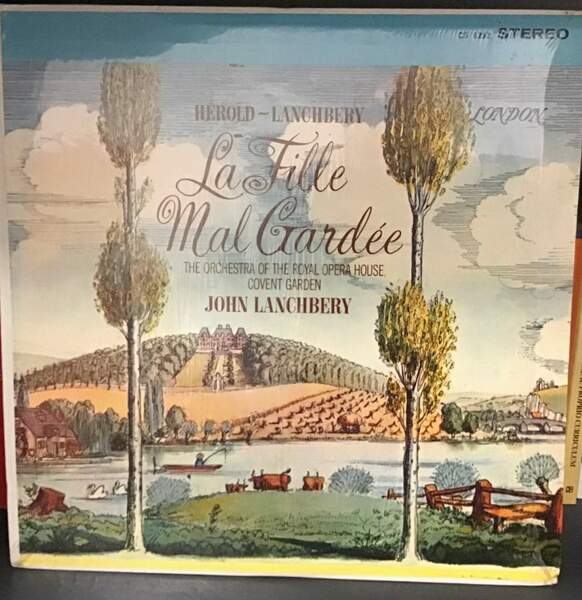 STEREO
HEROLD ~ LANCHBERY
LONDON
La Fille
Mal Gardée
THE ORCHESTRA OF THE ROYAL OPERA HOUSE,
COVENT GARDEN
JOHN LANCHBERY
CURRICULUM